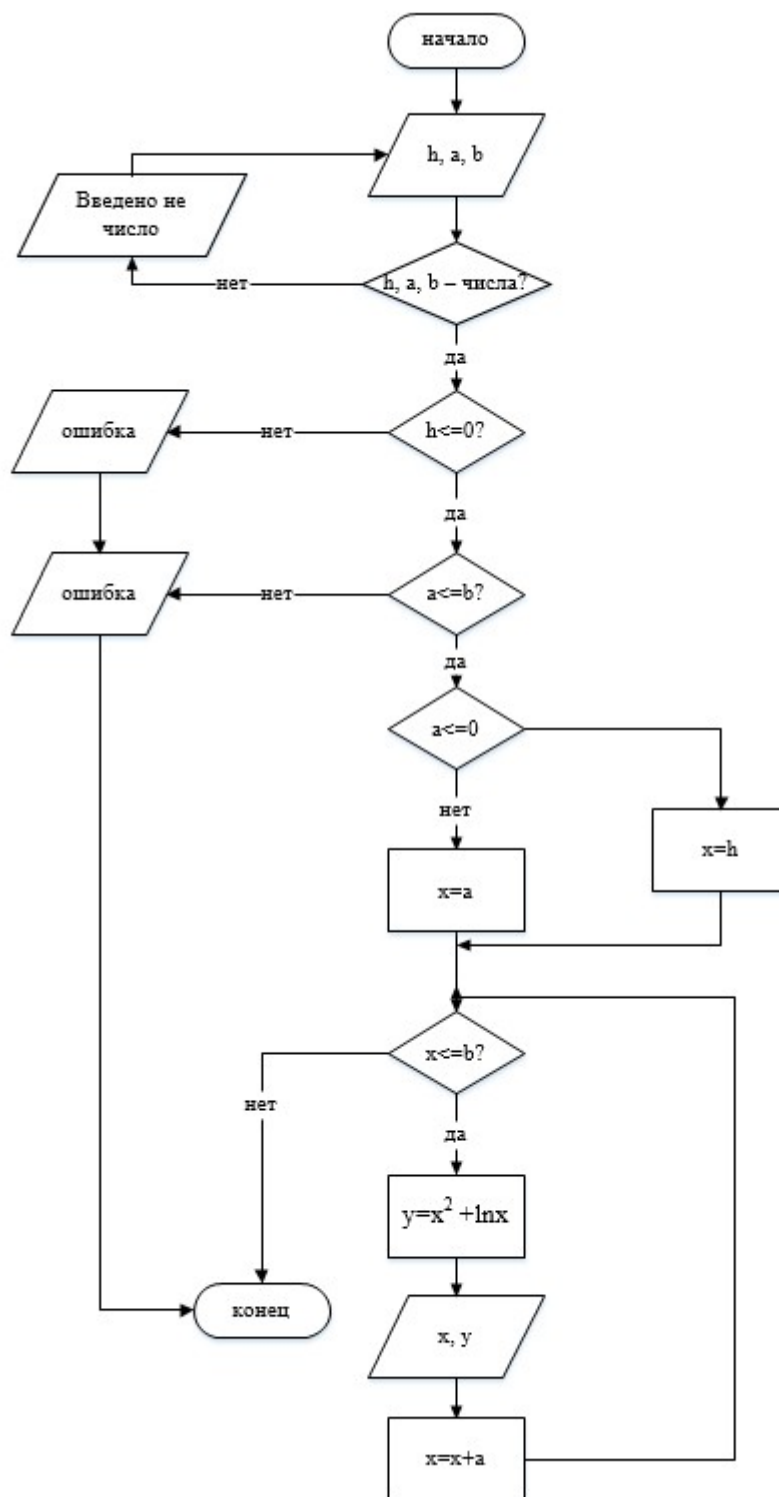 начало
h, a, b
Введено не
число
нет
h, a, b – числа?
да
ошибка
нет
h<=0?
да
ошибка
нет
a<=b?
да
a<=0
нет
x=h
x=a
x<=b?
нет
да
y=x² +lnx
конец
x, y
x=x+a